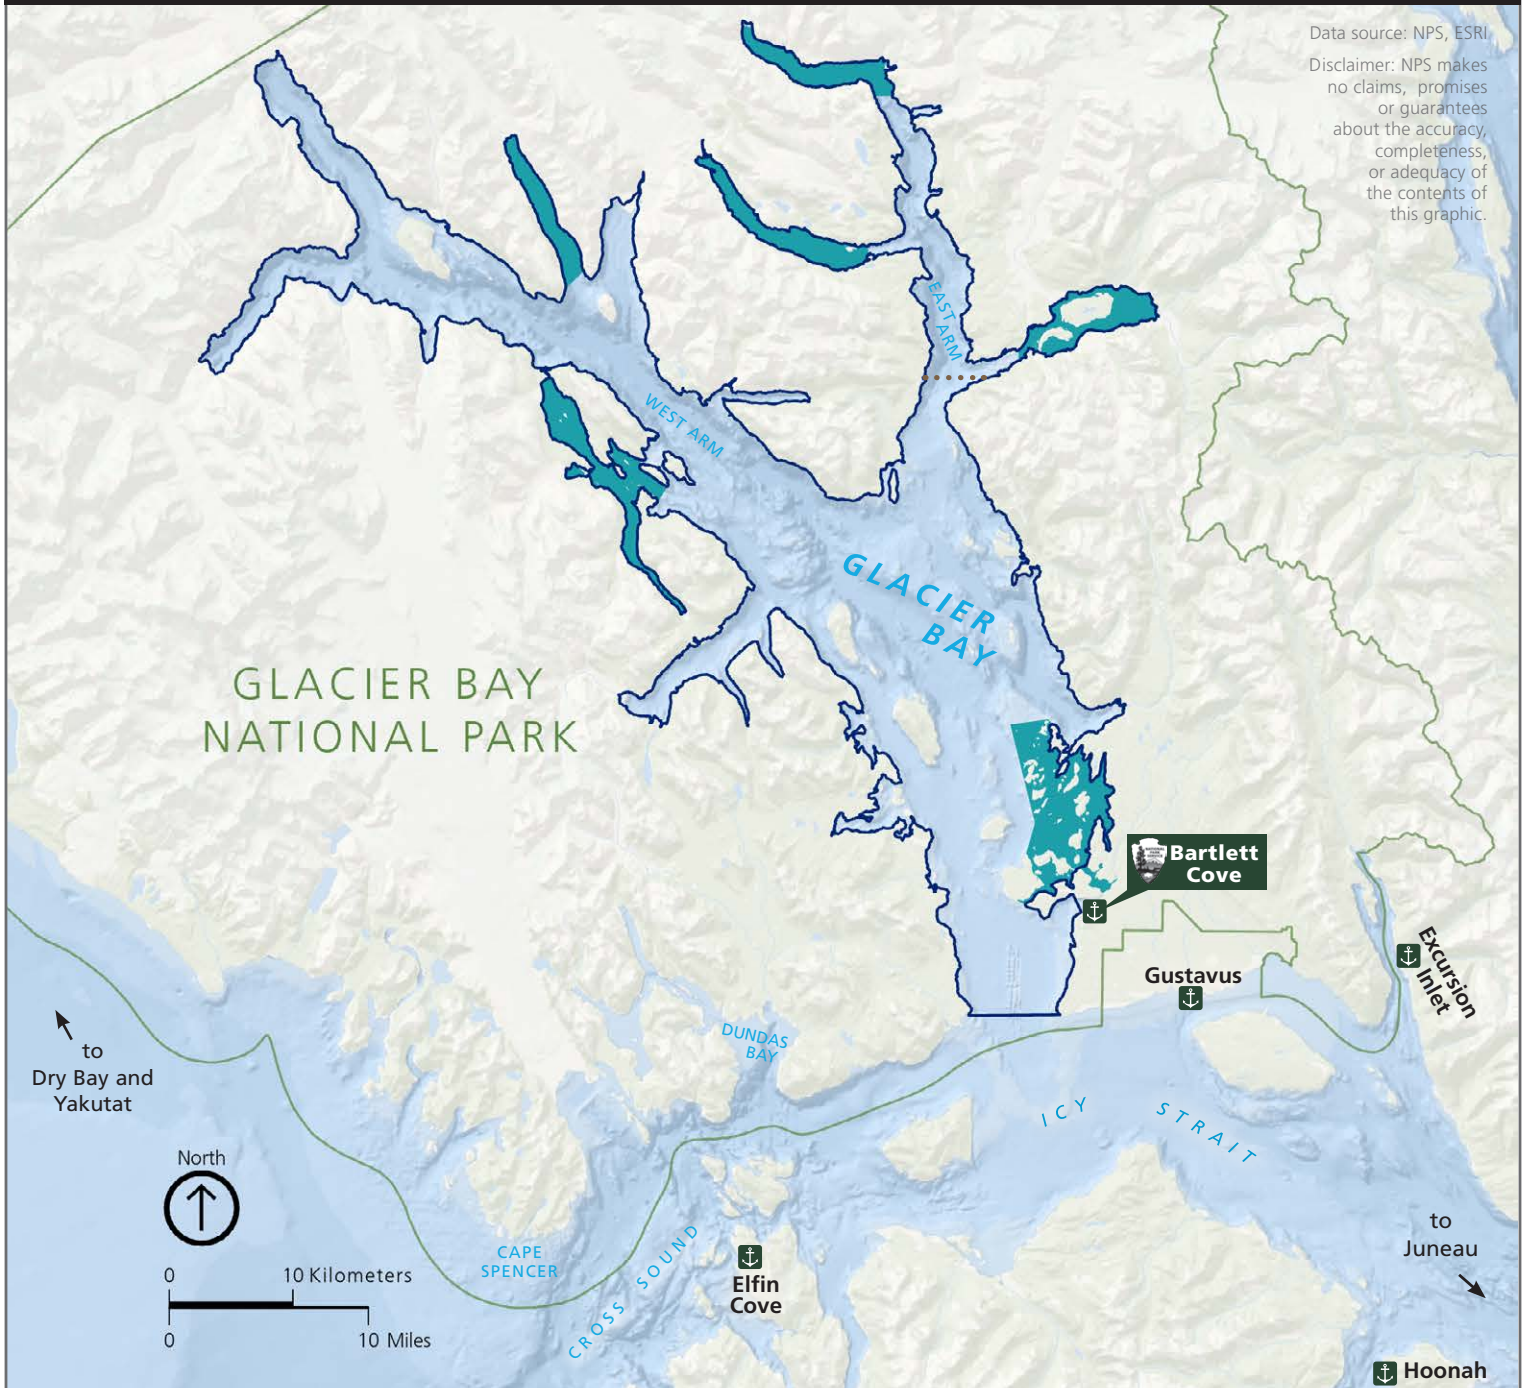 Data source: NPS, ESRI
Disclaimer: NPS makes
no claims, promises
or guarantees
about the accuracy,
completeness,
or adequacy of
the contents of
this graphic.
EAST ARM
WEST ARM
GLACIER
BAY
GLACIER BAY
NATIONAL PARK
Bartlett
Cove
Gustavus
Excursion
Inlet
DUNDAS
BAY
to
Dry Bay and
Yakutat
ICY STRAIT
North
CAPE
SPENCER
CROSS SOUND
Elfin
Cove
to
Juneau
0 10 Kilometers
0 10 Miles
Hoonah